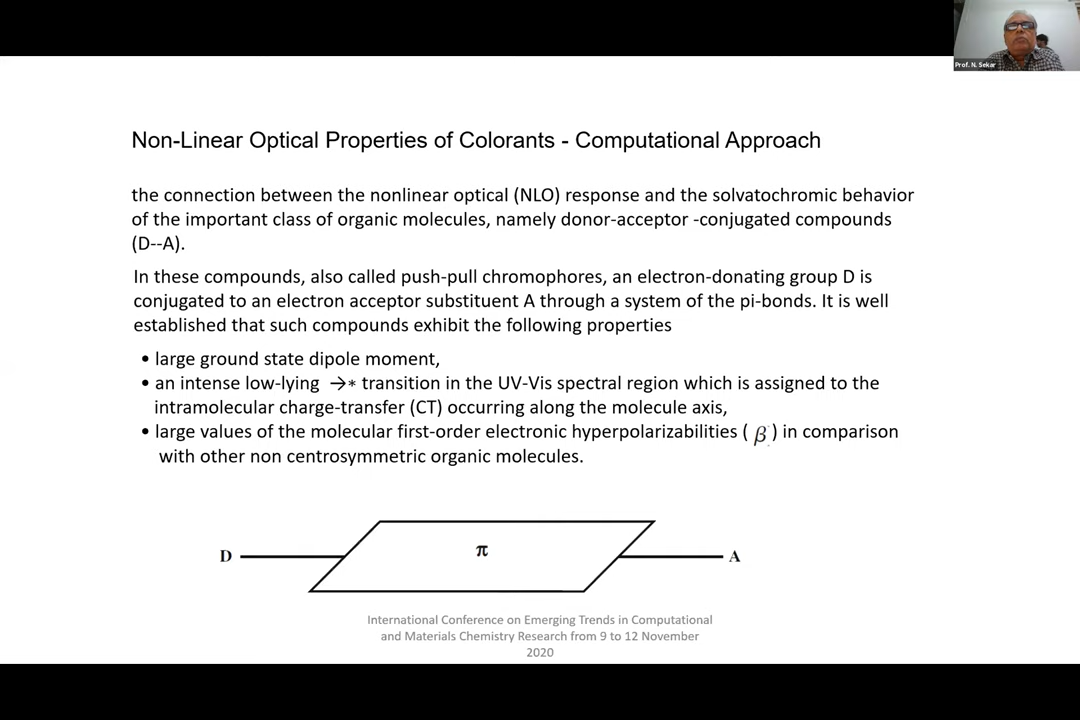 Prof. N. Sekar
Non-Linear Optical Properties of Colorants - Computational Approach
the connection between the nonlinear optical (NLO) response and the solvatochromic behavior
of the important class of organic molecules, namely donor-acceptor -conjugated compounds
(D--A).
In these compounds, also called push-pull chromophores, an electron-donating group D is
conjugated to an electron acceptor substituent A through a system of the pi-bonds. It is well
established that such compounds exhibit the following properties
• large ground state dipole moment,
• an intense low-lying →* transition in the UV-Vis spectral region which is assigned to the
intramolecular charge-transfer (CT) occurring along the molecule axis,
• large values of the molecular first-order electronic hyperpolarizabilities ( β ) in comparison
with other non centrosymmetric organic molecules.
D π A
International Conference on Emerging Trends in Computational
and Materials Chemistry Research from 9 to 12 November
2020